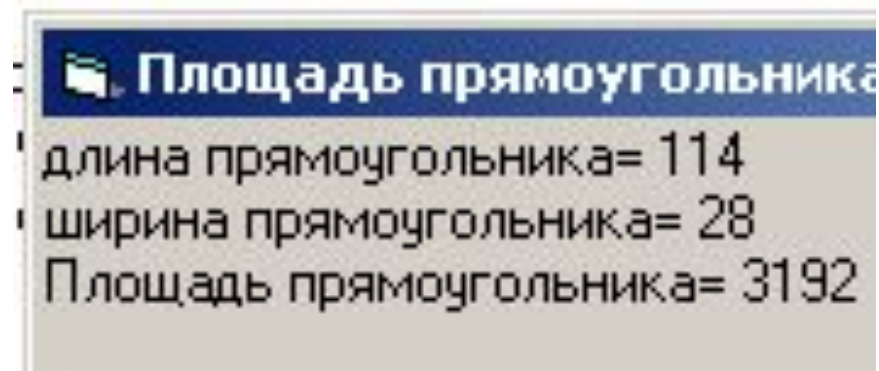 Площадь прямоугольника
длина прямоугольника= 114
ширина прямоугольника= 28
Площадь прямоугольника= 3192